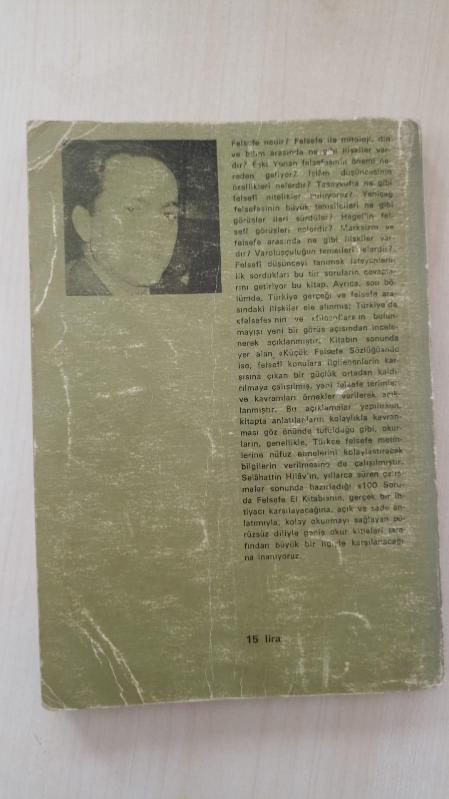 Felsefe nedir? Felsefe ile mitoloji, din
ve bilim arasında ne gibi ilişkiler var-
dır? Eski Yunan felsefesinin önemi ne-
reden geliyor? İslâm düşüncesinin
özellikleri nelerdir? Tasavvufta ne gibi
felsefî nitelikler buluyoruz? Yeniçağ
felsefesinin büyük temsilcileri ne gibi
görüşler ileri sürdüler? Hegel'in fel-
sefî görüşleri nelerdir? Marksizm ve
felsefe arasında ne gibi ilişkiler var-
dır? Varoluşçuluğun temelleri nelerdir?
Felsefî düşünceyi tanımak isteyenlerin
ilk sordukları bu tür soruların cevapla-
rını getiriyor bu kitap. Ayrıca, son bö-
lümde, Türkiye gerçeği ve felsefe ara-
sındaki ilişkiler ele alınmış; Türkiye'de
«felsefe»nin ve «filozof»ların bulun-
mayışı yeni bir görüş açısından incele-
nerek açıklanmıştır. Kitabın sonunda
yer alan «Küçük Felsefe Sözlüğü»nde
ise, felsefî konulara ilgilenenlerin kar-
şısına çıkan bir güçlük ortadan kaldı-
rılmaya çalışılmış, yeni felsefe terimleri
ve kavramları örnekler verilerek açık-
lanmıştır. Bu açıklamalar yapılırken,
kitapta anlatılanların kolaylıkla kavran-
ması göz önünde tutulduğu gibi, okur-
ların, genellikle, Türkçe felsefe metin-
lerine nüfuz etmelerini kolaylaştıracak
bilgilerin verilmesine de çalışılmıştır.
Selâhattin Hilâv'ın, yıllarca süren çalış-
malar sonunda hazırladığı «100 Soru-
da Felsefe El Kitabı»nın, gerçek bir ih-
tiyacı karşılayacağına, açık ve sade an-
latımıyla, kolay okunmayı sağlayan pü-
rüzsüz diliyle geniş okur kitleleri tara-
fından büyük bir ilgiyle karşılanacağı-
na inanıyoruz.
15 lira